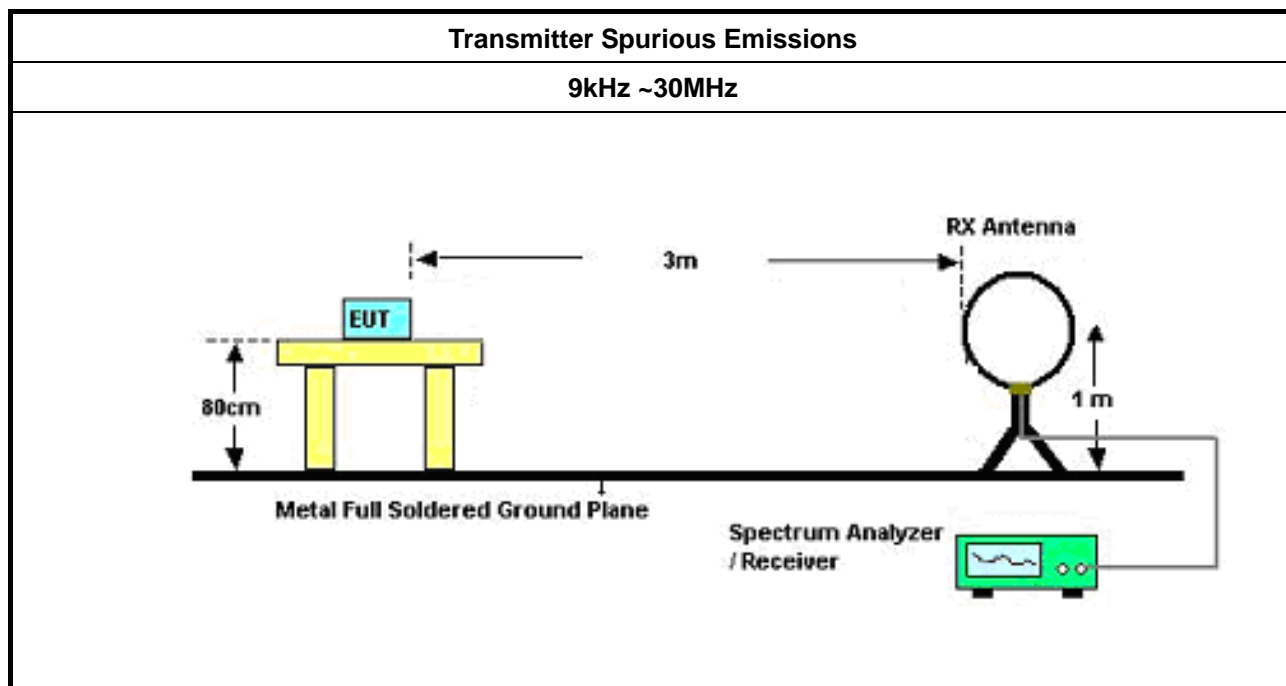 Transmitter Spurious Emissions
9kHz ~30MHz
RX Antenna
3m
EUT
80cm
1 m
Metal Full Soldered Ground Plane
Spectrum Analyzer
/ Receiver